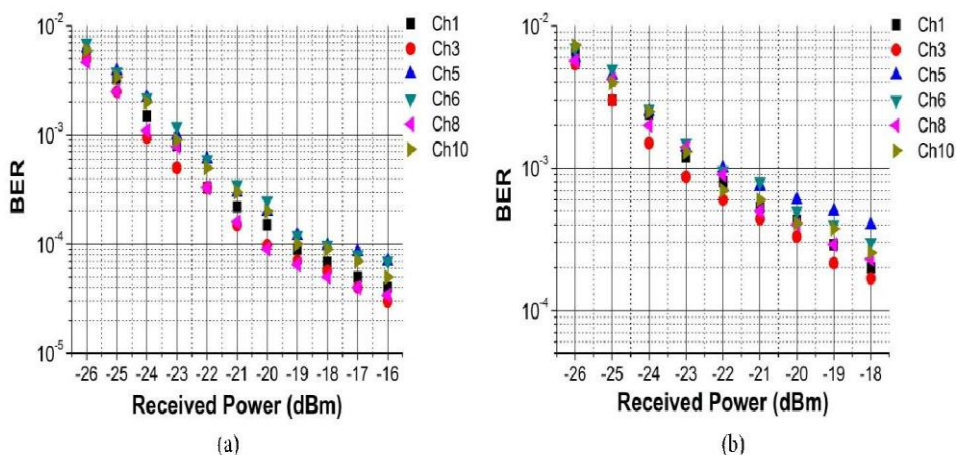 10^-2
10^-3
10^-4
10^-5
BER
-26 -25 -24 -23 -22 -21 -20 -19 -18 -17 -16
Received Power (dBm)
Ch1
Ch3
Ch5
Ch6
Ch8
Ch10
(a)
10^-2
10^-3
10^-4
BER
-26 -25 -24 -23 -22 -21 -20 -19 -18
Received Power (dBm)
Ch1
Ch3
Ch5
Ch6
Ch8
Ch10
(b)